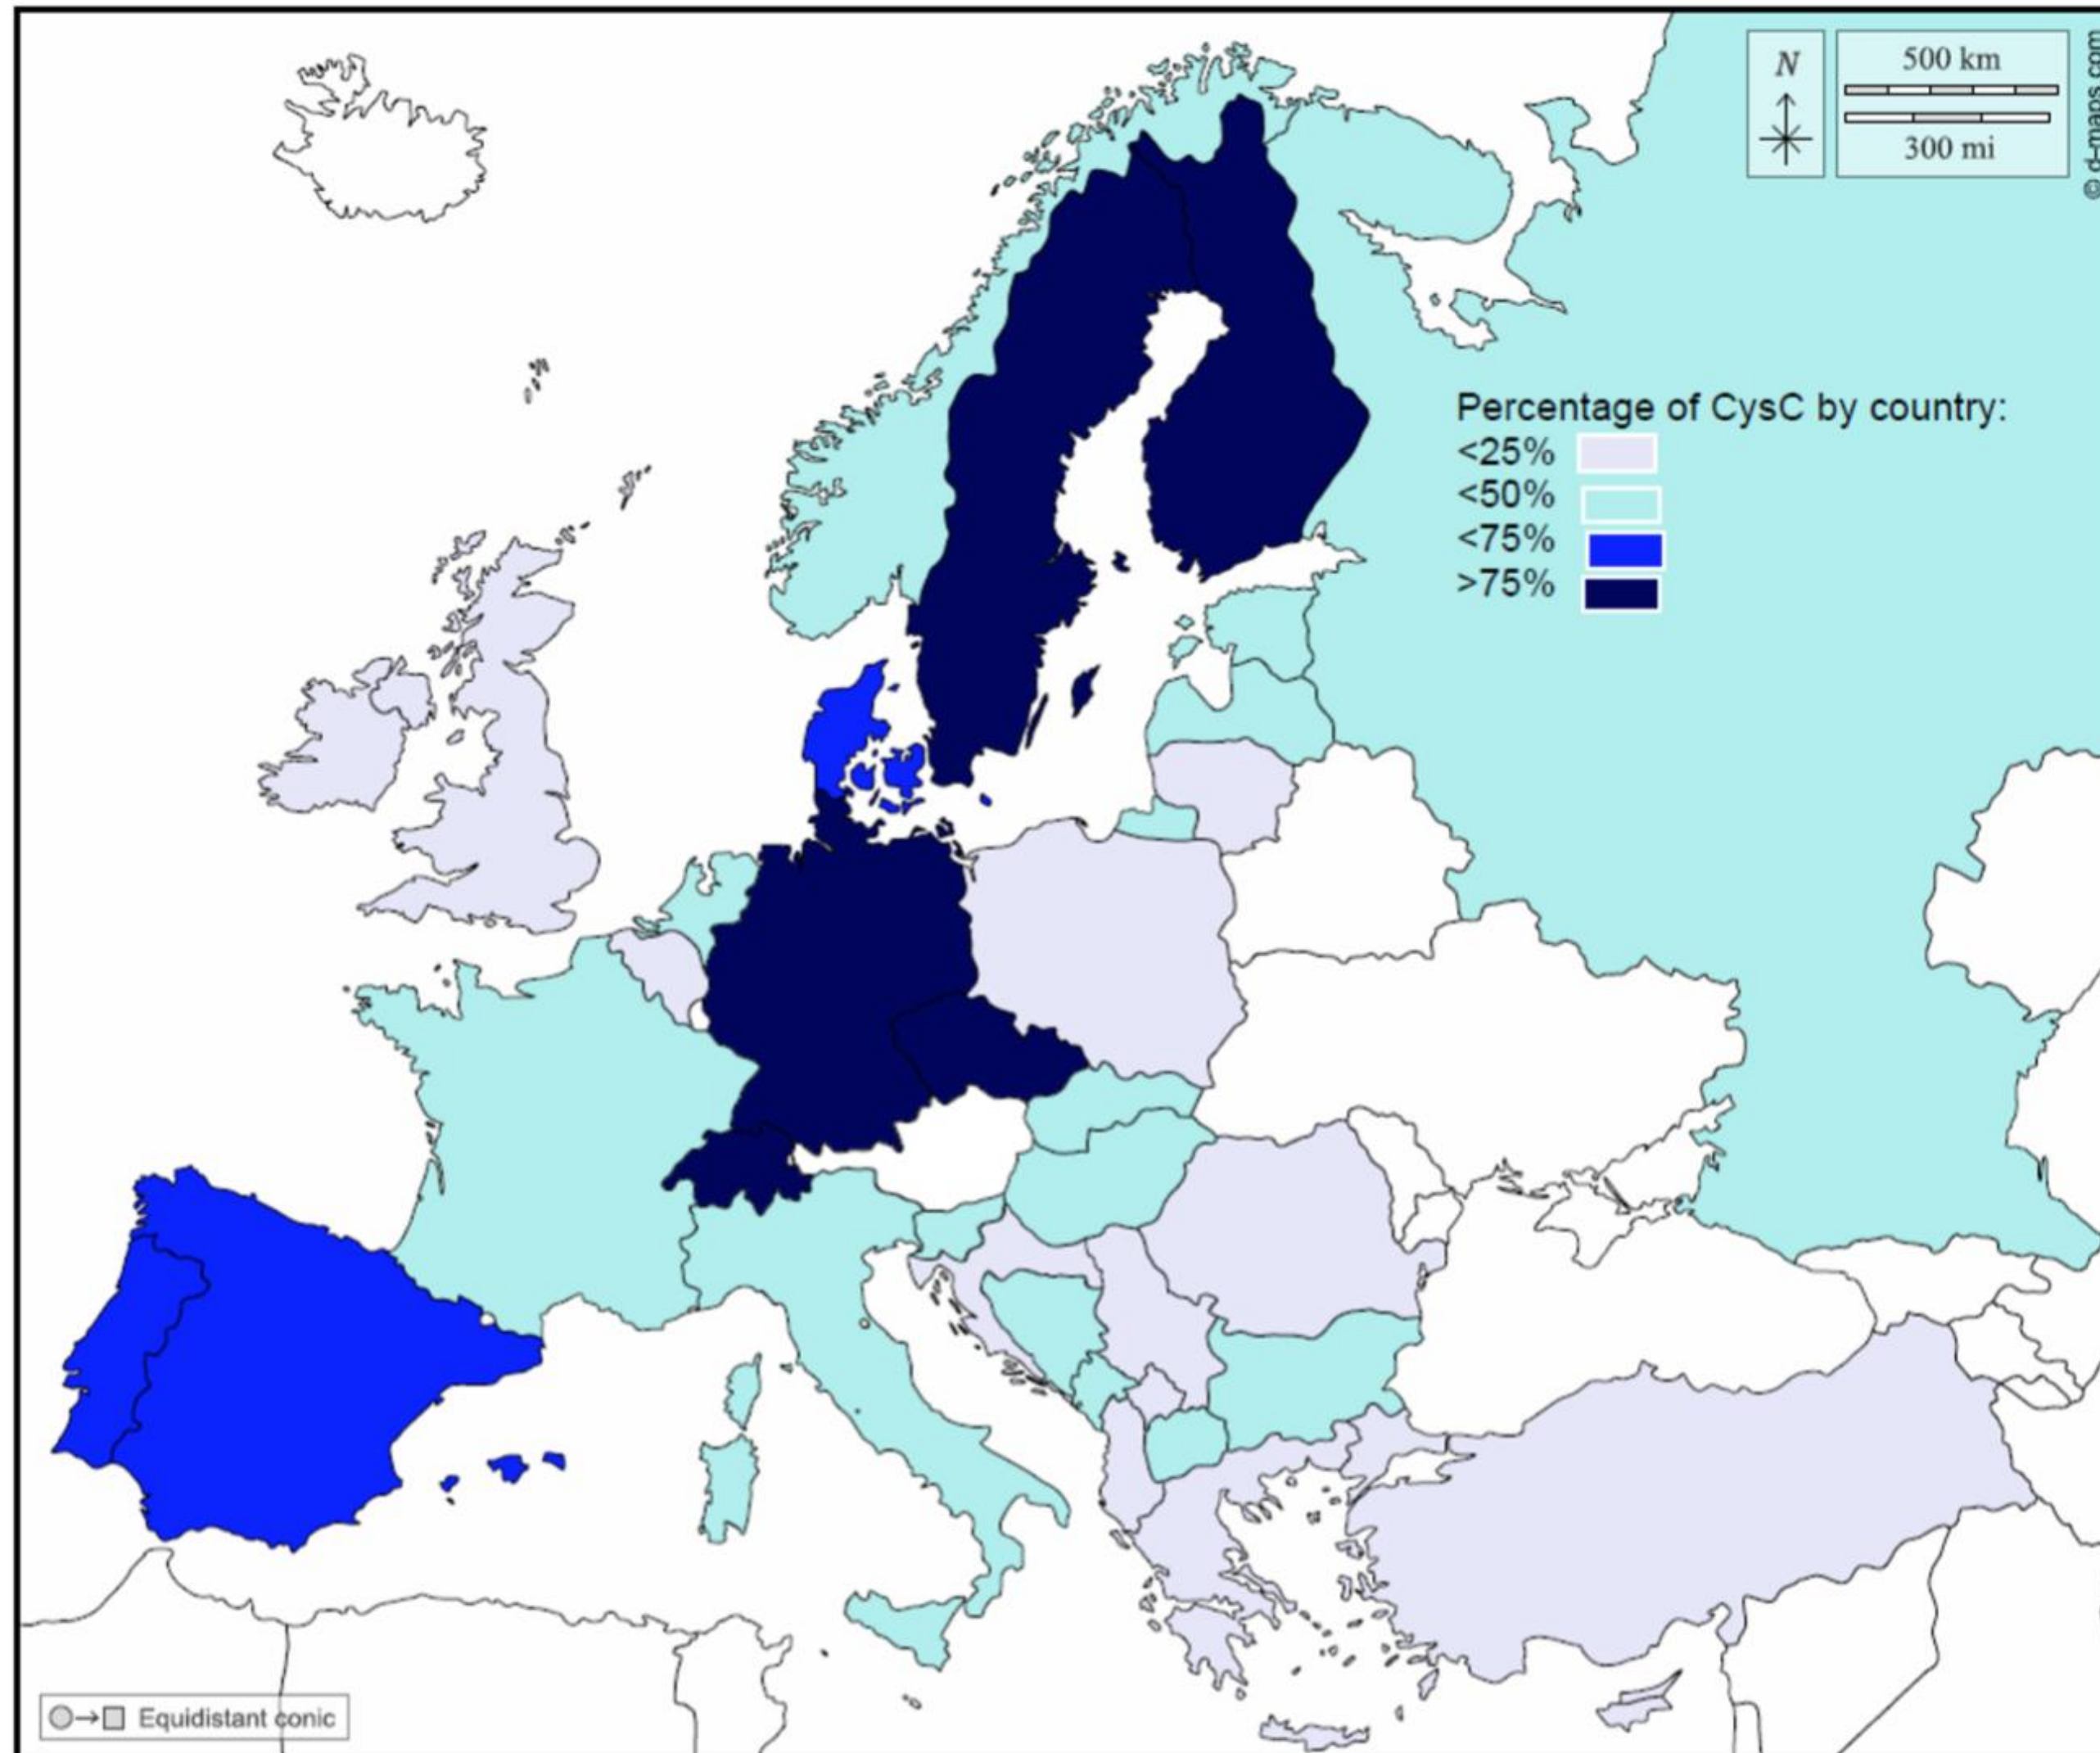 N
500 km
300 mi
© d-maps.com
Percentage of CysC by country:
<25%
<50%
<75%
>75%
Equidistant conic